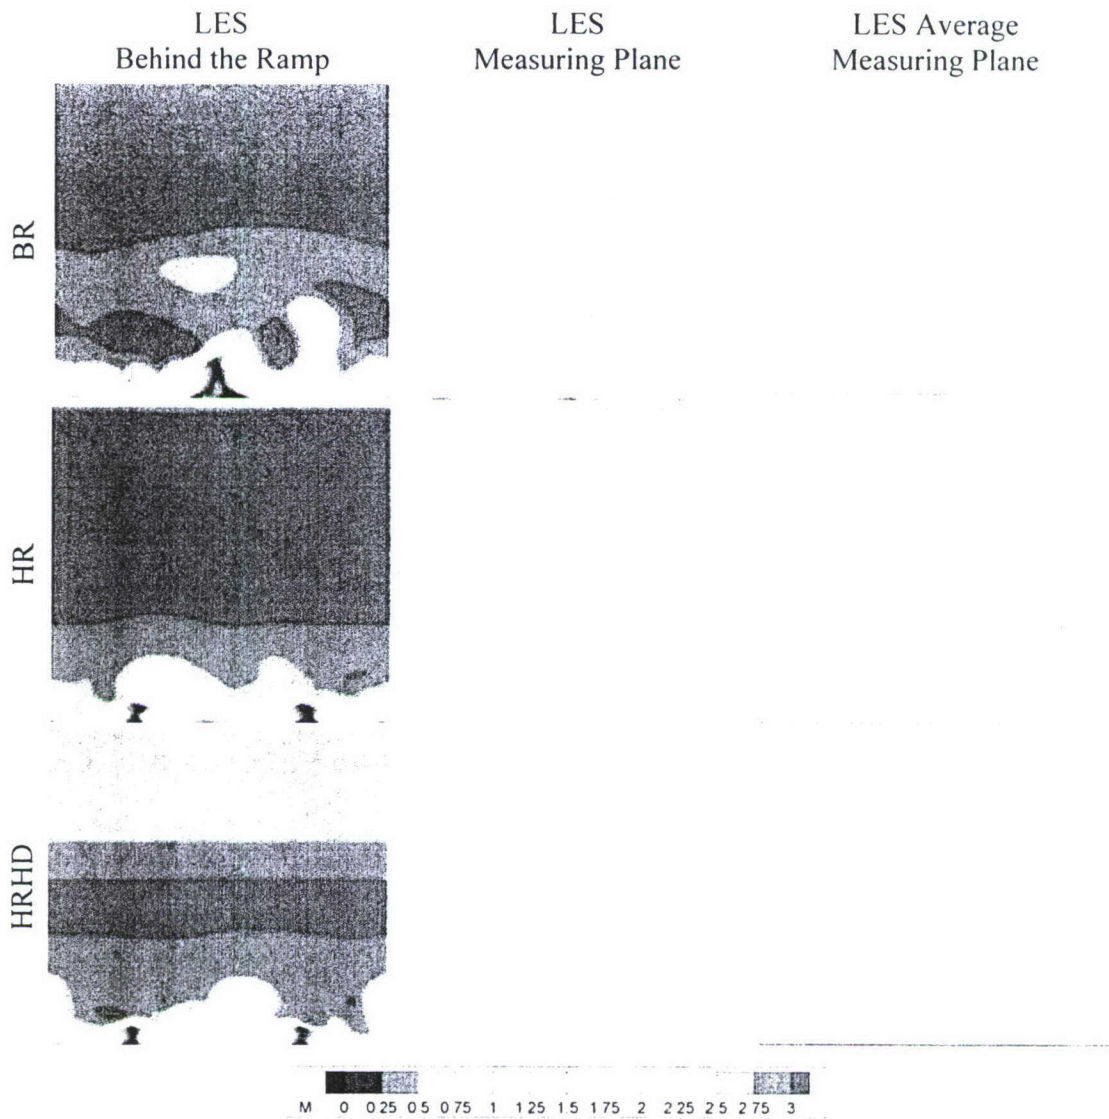 LES
Behind the Ramp
LES
Measuring Plane
LES Average
Measuring Plane
BR
HR
HRHD
M 0 0 25 0 5 0 75 1 1 25 1 5 1 75 2 2 25 2 5 2 75 3